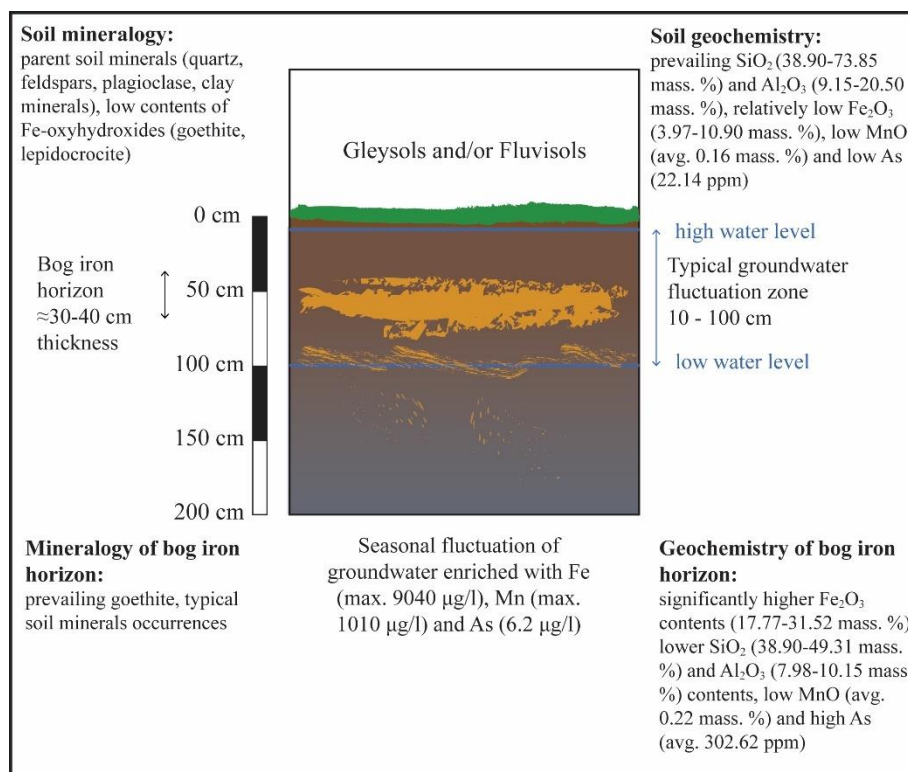 Soil mineralogy:
parent soil minerals (quartz,
feldspars, plagioclase, clay
minerals), low contents of
Fe-oxyhydroxides (goethite,
lepidocrocite)
Soil geochemistry:
prevailing SiO₂ (38.90-73.85
mass. %) and Al₂O₃ (9.15-20.50
mass. %), relatively low Fe₂O₃
(3.97-10.90 mass. %), low MnO
(avg. 0.16 mass. %) and low As
(22.14 ppm)
Gleysols and/or Fluvisols
0 cm
50 cm
100 cm
150 cm
200 cm
Bog iron
horizon
≈30-40 cm
thickness
high water level
Typical groundwater
fluctuation zone
10 - 100 cm
low water level
Mineralogy of bog iron
horizon:
prevailing goethite, typical
soil minerals occurrences
Seasonal fluctuation of
groundwater enriched with Fe
(max. 9040 μg/l), Mn (max.
1010 μg/l) and As (6.2 μg/l)
Geochemistry of bog iron
horizon:
significantly higher Fe₂O₃
contents (17.77-31.52 mass. %)
lower SiO₂ (38.90-49.31 mass.
%) and Al₂O₃ (7.98-10.15 mass
%) contents, low MnO (avg.
0.22 mass. %) and high As
(avg. 302.62 ppm)